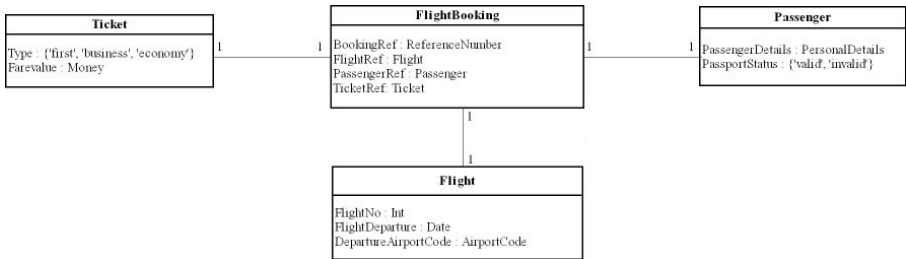 Ticket
Type : {'first', 'business', 'economy'}
Farevalue : Money
1
1
FlightBooking
BookingRef : ReferenceNumber
FlightRef : Flight
PassengerRef : Passenger
TicketRef: Ticket
1
1
Passenger
PassengerDetails : PersonalDetails
PassportStatus : {'valid', 'invalid'}
1
1
Flight
FlightNo : Int
FlightDeparture : Date
DepartureAirportCode : AirportCode